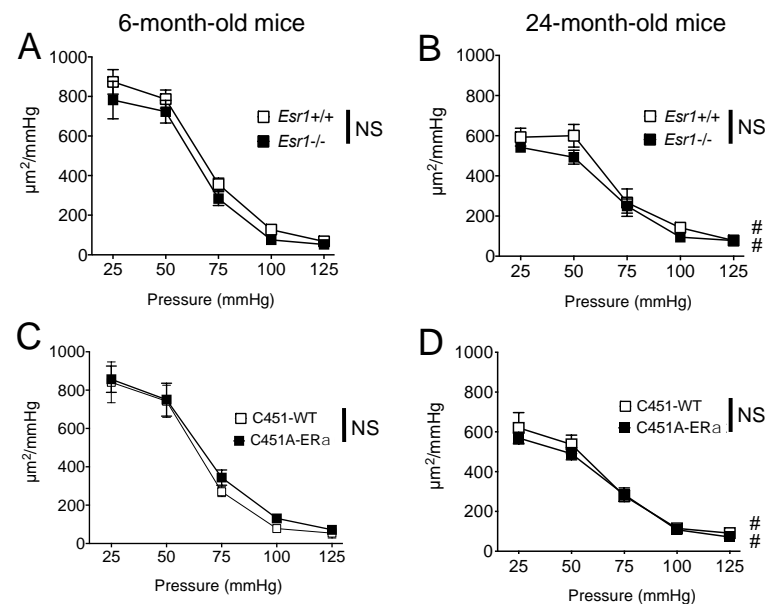 6-month-old mice
24-month-old mice
A
1000
800
600
400
200
0
µm²/mmHg
Esr1+/+
Esr1-/-
NS
25 50 75 100 125
Pressure (mmHg)
B
1000
800
600
400
200
0
µm²/mmHg
Esr1+/+
Esr1-/-
NS
#
#
25 50 75 100 125
Pressure (mmHg)
C
1000
800
600
400
200
0
µm²/mmHg
C451-WT
C451A-ERa
NS
25 50 75 100 125
Pressure (mmHg)
D
1000
800
600
400
200
0
µm²/mmHg
C451-WT
C451A-ERa
NS
#
#
25 50 75 100 125
Pressure (mmHg)